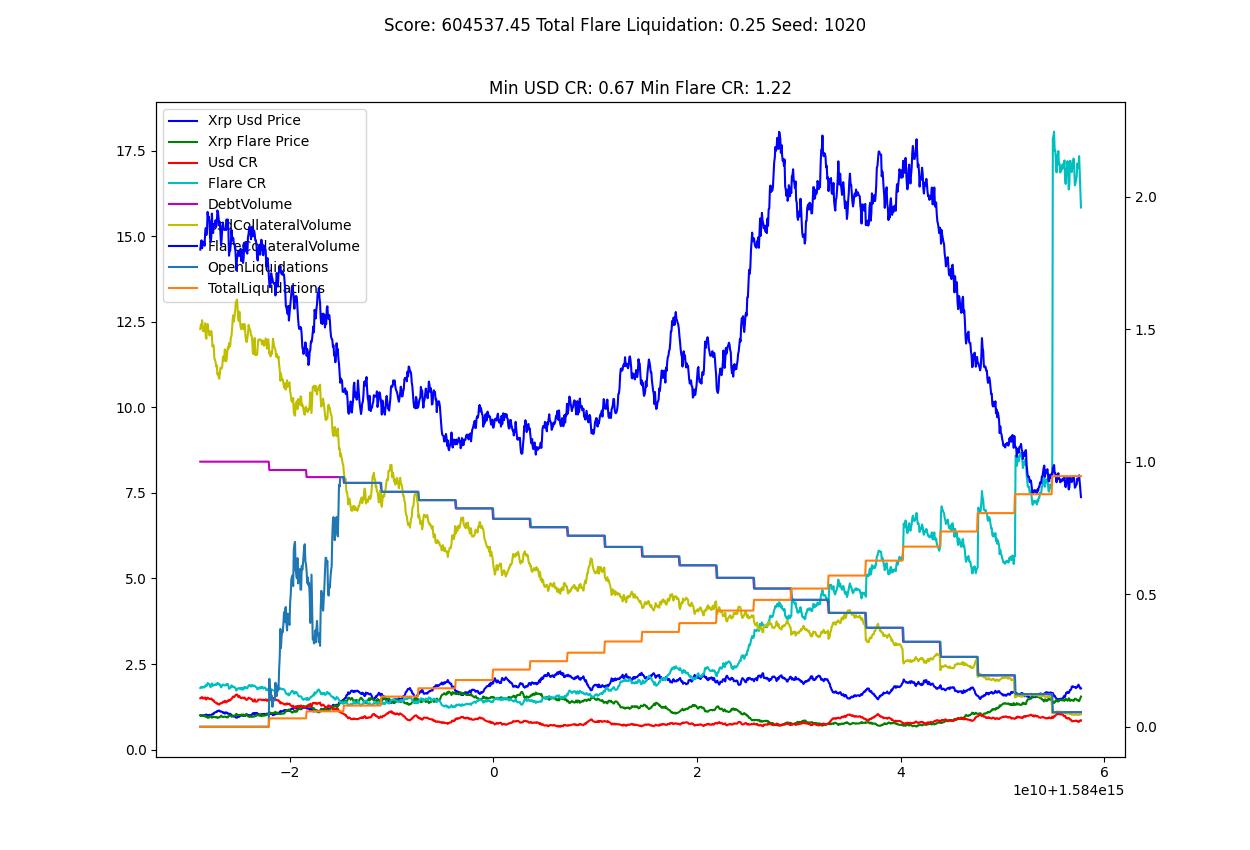 Score: 604537.45 Total Flare Liquidation: 0.25 Seed: 1020
Min USD CR: 0.67 Min Flare CR: 1.22
Xrp Usd Price
Xrp Flare Price
Usd CR
Flare CR
DebtVolume
UsdCollateralVolume
FlareCollateralVolume
OpenLiquidations
TotalLiquidations
17.5
15.0
12.5
10.0
7.5
5.0
2.5
0.0
2.0
1.5
1.0
0.5
0.0
−2
0
2
4
6
1e10+1.584e15